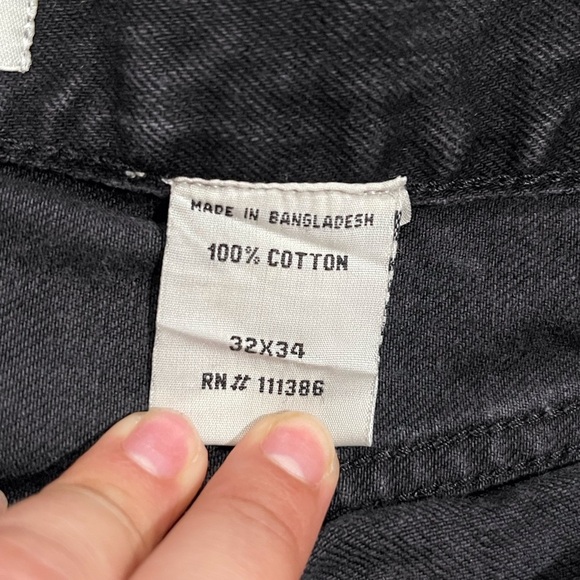 MADE IN BANGLADESH
100% COTTON
32X34
RN# 111386